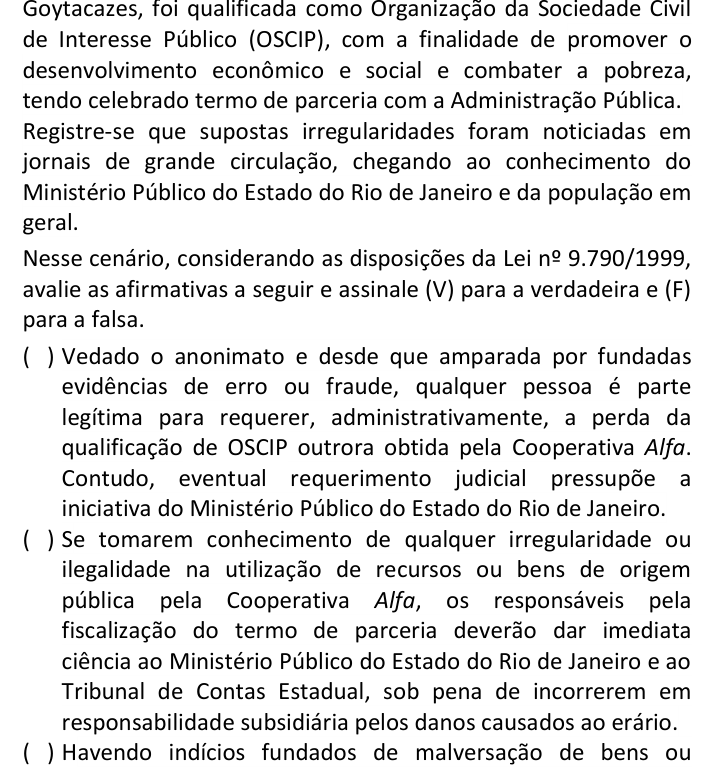 Goytacazes, foi qualificada como Organização da Sociedade Civil
de Interesse Público (OSCIP), com a finalidade de promover o
desenvolvimento econômico e social e combater a pobreza,
tendo celebrado termo de parceria com a Administração Pública.
Registre-se que supostas irregularidades foram noticiadas em
jornais de grande circulação, chegando ao conhecimento do
Ministério Público do Estado do Rio de Janeiro e da população em
geral.
Nesse cenário, considerando as disposições da Lei nº 9.790/1999,
avalie as afirmativas a seguir e assinale (V) para a verdadeira e (F)
para a falsa.
( ) Vedado o anonimato e desde que amparada por fundadas
evidências de erro ou fraude, qualquer pessoa é parte
legítima para requerer, administrativamente, a perda da
qualificação de OSCIP outrora obtida pela Cooperativa Alfa.
Contudo, eventual requerimento judicial pressupõe a
iniciativa do Ministério Público do Estado do Rio de Janeiro.
( ) Se tomarem conhecimento de qualquer irregularidade ou
ilegalidade na utilização de recursos ou bens de origem
pública pela Cooperativa Alfa, os responsáveis pela
fiscalização do termo de parceria deverão dar imediata
ciência ao Ministério Público do Estado do Rio de Janeiro e ao
Tribunal de Contas Estadual, sob pena de incorrerem em
responsabilidade subsidiária pelos danos causados ao erário.
( ) Havendo indícios fundados de malversação de bens ou